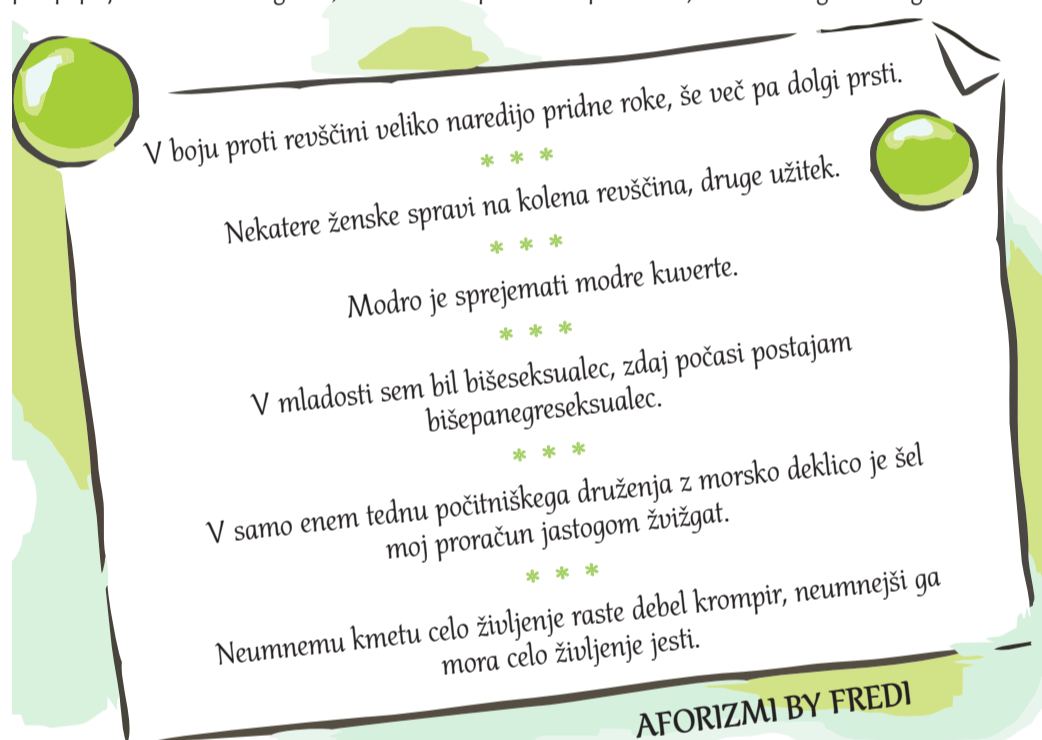 V boju proti revščini veliko naredijo pridne roke, še več pa dolgi prsti.
* * *
Nekatere ženske spravi na kolena revščina, druge užitek.
* * *
Modro je sprejemati modre kuverte.
* * *
V mladosti sem bil bišeseksualec, zdaj počasi postajam
bišepanegreseksualec.
* * *
V samo enem tednu počitniškega druženja z morsko deklico je šel
moj proračun jastogom žvižgat.
* * *
Neumnemu kmetu celo življenje raste debel krompir, neumnejši ga
mora celo življenje jesti.
AFORIZMI BY FREDI